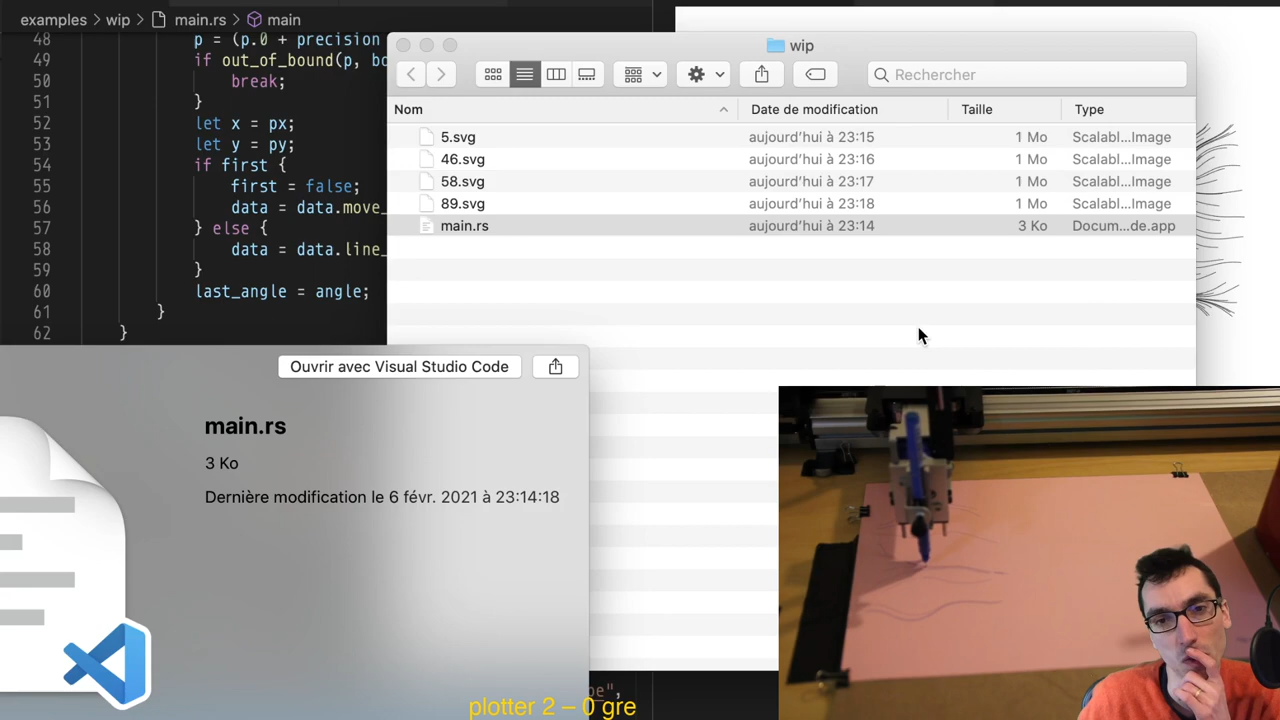 examples > wip > main.rs > main
48 p = (p.0 + precision
49 if out_of_bound(p,
50 break;
51 }
52 let x = px;
53 let y = py;
54 if first {
55 first = false;
56 data = data.move_
57 } else {
58 data = data.line_
59 }
60 last_angle = angle;
61 }
62 }
wip
Rechercher
Nom Date de modification Taille Type
5.svg aujourd’hui à 23:15 1 Mo Scalabl...Image
46.svg aujourd’hui à 23:16 1 Mo Scalabl...Image
58.svg aujourd’hui à 23:17 1 Mo Scalabl...Image
89.svg aujourd’hui à 23:18 1 Mo Scalabl...Image
main.rs aujourd’hui à 23:14 3 Ko Docum...de.app
Ouvrir avec Visual Studio Code
main.rs
3 Ko
Dernière modification le 6 févr. 2021 à 23:14:18
plotter 2 – 0 gre